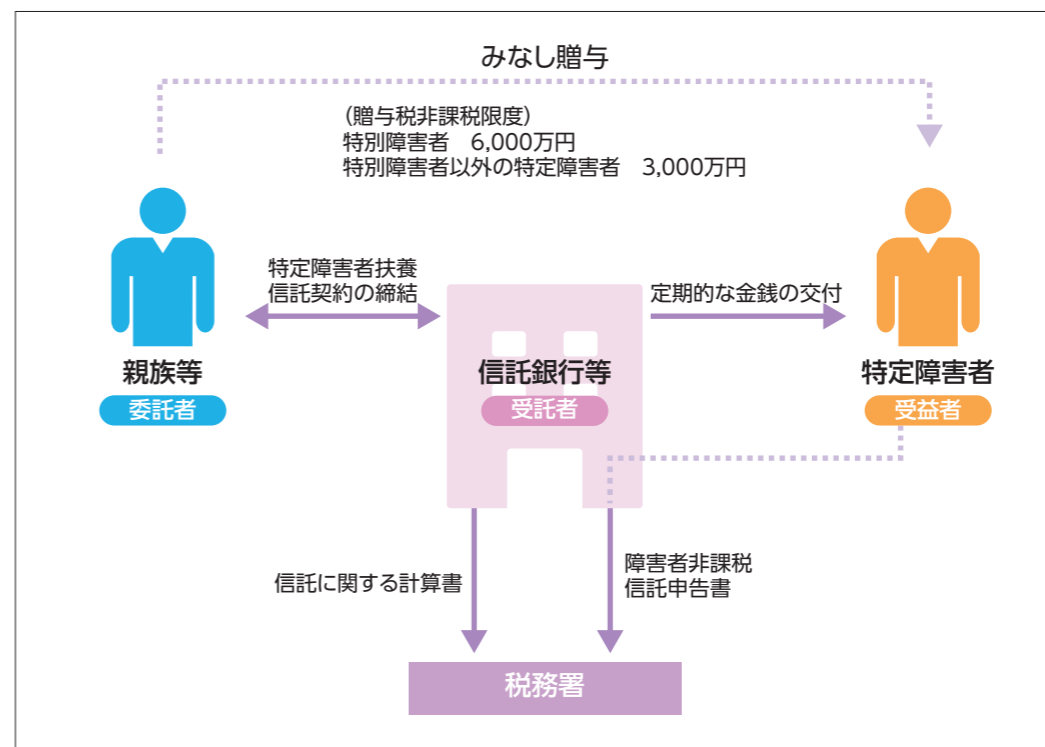 みなし贈与
（贈与税非課税限度）
特別障害者　6,000万円
特別障害者以外の特定障害者　3,000万円
特定障害者扶養
信託契約の締結
定期的な金銭の交付
親族等
委託者
信託銀行等
受託者
特定障害者
受益者
信託に関する計算書
障害者非課税
信託申告書
税務署